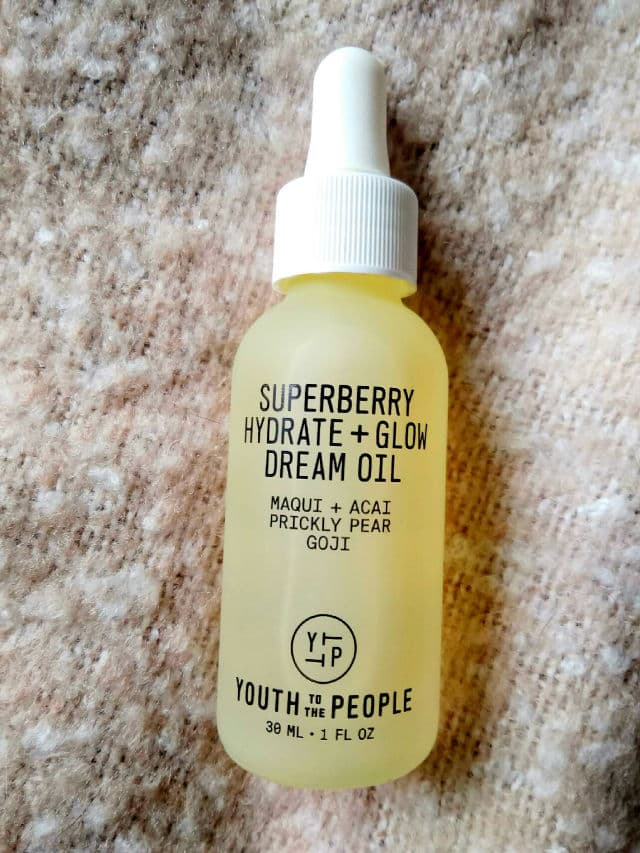 SUPERBERRY
HYDRATE + GLOW
DREAM OIL
MAQUI + ACAI
PRICKLY PEAR
GOJI
YTTP
YOUTH TO THE PEOPLE
30 ML • 1 FL OZ